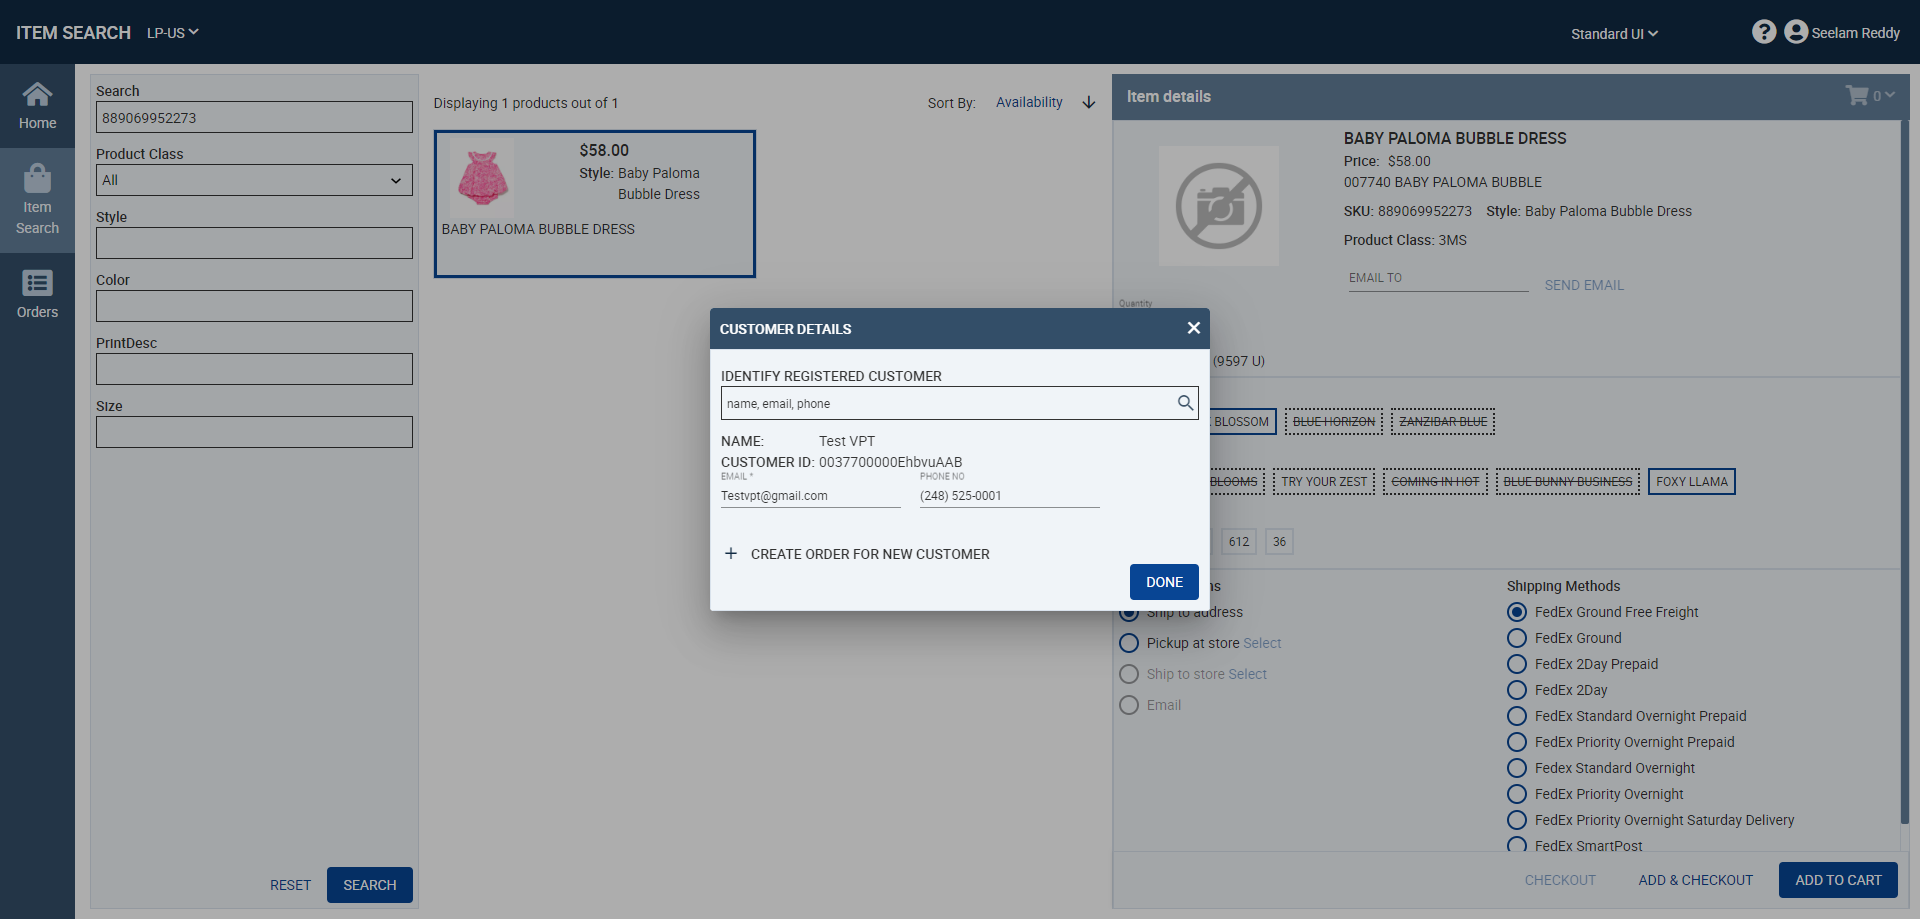 ITEM SEARCH LP-US
Standard UI
Seelam Reddy
Home
Item
Search
Orders
Search
889069952273
Product Class
All
Style
Color
PrintDesc
Size
RESET SEARCH
Displaying 1 products out of 1
Sort By: Availability
$58.00
Style: Baby Paloma
Bubble Dress
BABY PALOMA BUBBLE DRESS
CUSTOMER DETAILS
IDENTIFY REGISTERED CUSTOMER
name, email, phone
NAME: Test VPT
CUSTOMER ID: 0037700000EhbvuAAB
EMAIL * PHONE NO
Testvpt@gmail.com (248) 525-0001
CREATE ORDER FOR NEW CUSTOMER
DONE
Item details
0
BABY PALOMA BUBBLE DRESS
Price: $58.00
007740 BABY PALOMA BUBBLE
SKU: 889069952273 Style: Baby Paloma Bubble Dress
Product Class: 3MS
EMAIL TO SEND EMAIL
Quantity
(9597 U)
BLOSSOM BLUE HORIZON ZANZIBAR BLUE
BLOOMS TRY YOUR ZEST COMING IN HOT BLUE BUNNY BUSINESS FOXY LLAMA
612 36
Ship to address
Pickup at store Select
Ship to store Select
Email
Shipping Methods
FedEx Ground Free Freight
FedEx Ground
FedEx 2Day Prepaid
FedEx 2Day
FedEx Standard Overnight Prepaid
FedEx Priority Overnight Prepaid
Fedex Standard Overnight
FedEx Priority Overnight
FedEx Priority Overnight Saturday Delivery
FedEx SmartPost
CHECKOUT ADD & CHECKOUT ADD TO CART